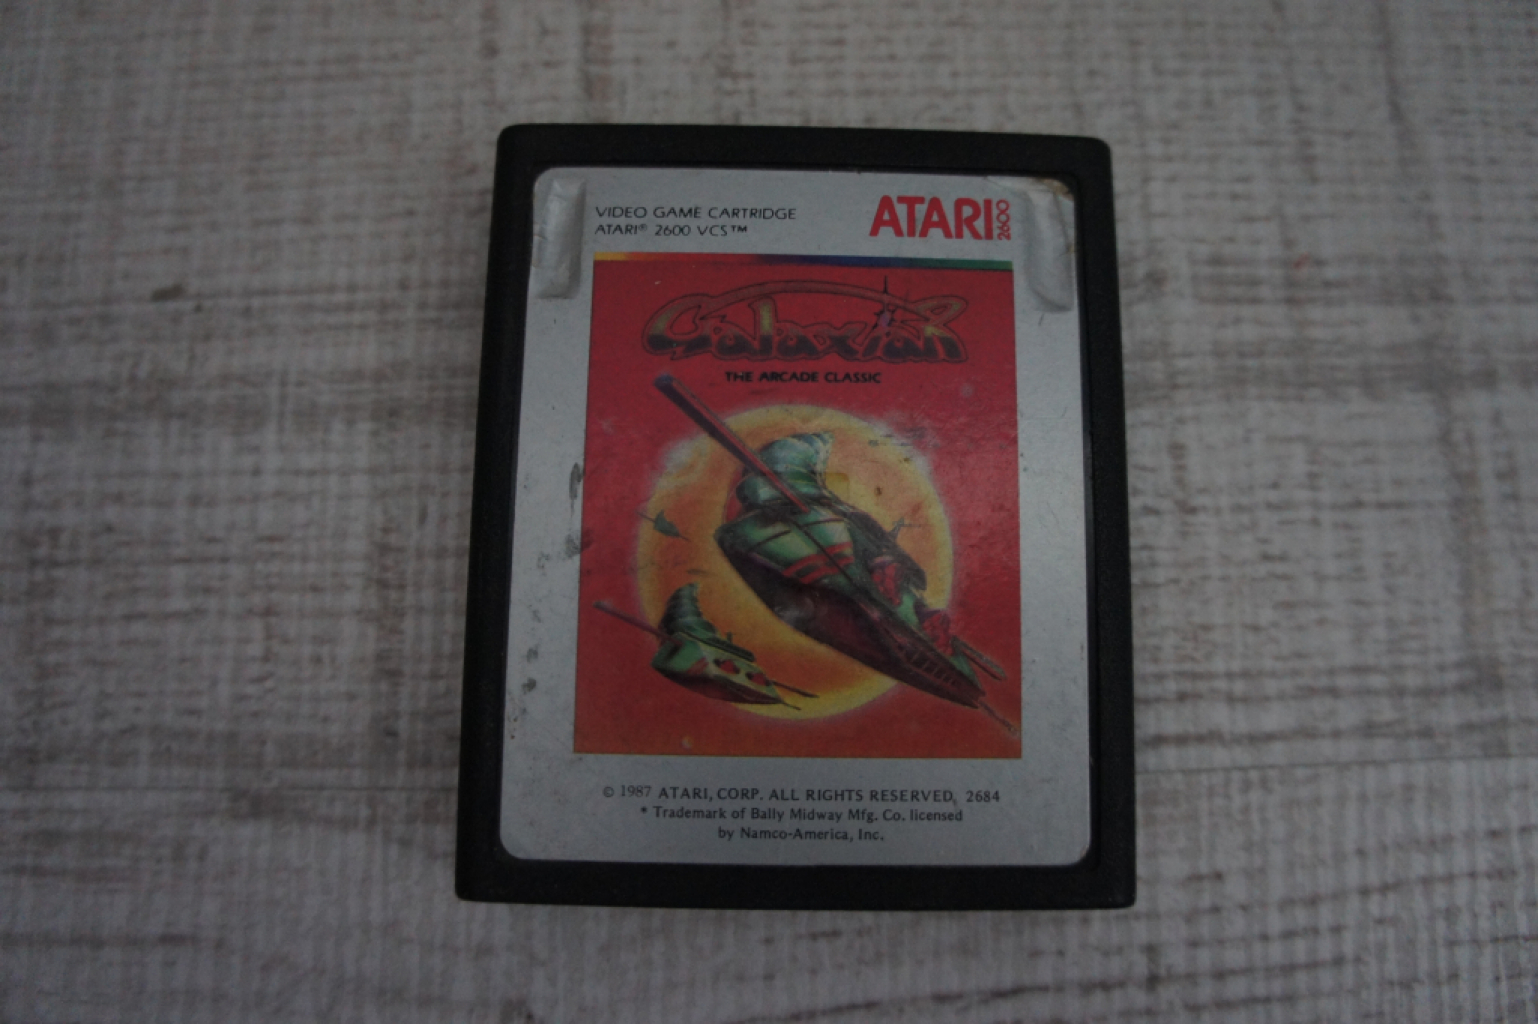 VIDEO GAME CARTRIDGE
ATARI® 2600 VCS™
ATARI 2600
Galaxian
THE ARCADE CLASSIC
© 1987 ATARI, CORP. ALL RIGHTS RESERVED, 2684
* Trademark of Bally Midway Mfg. Co. licensed
by Namco-America, Inc.